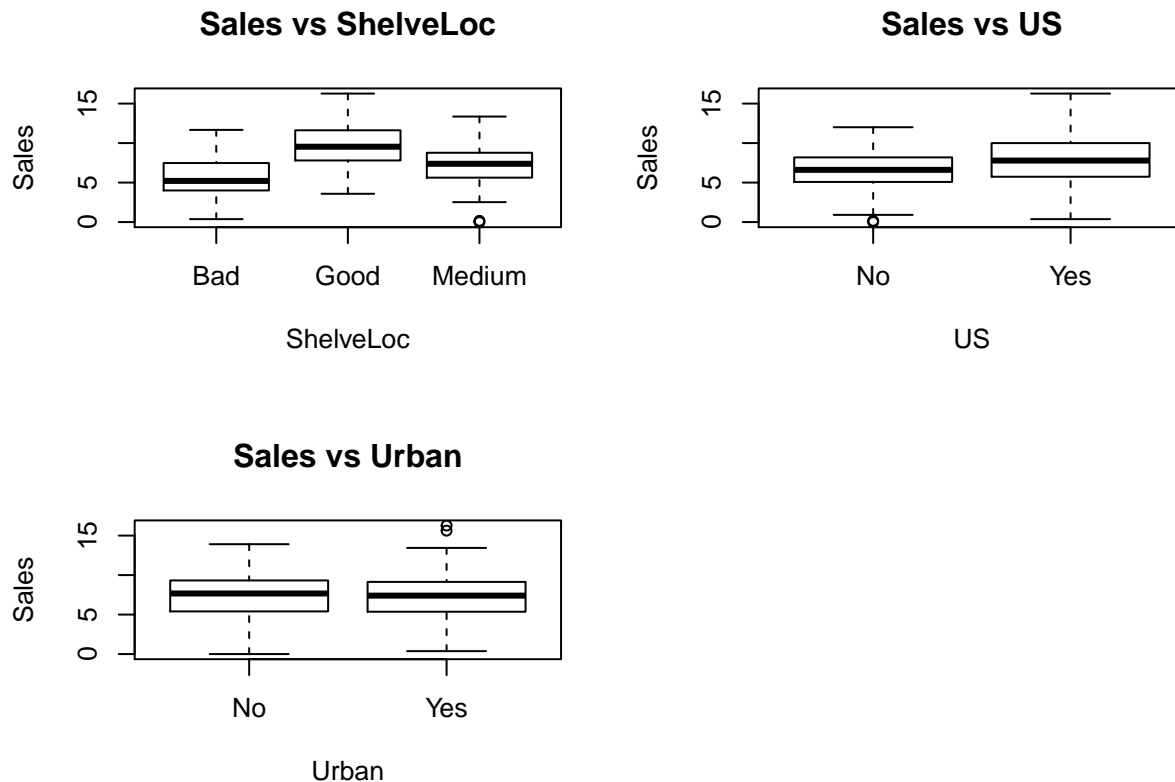 Sales vs ShelveLoc
Sales
15
5
0
Bad Good Medium
ShelveLoc
Sales vs US
Sales
15
5
0
No Yes
US
Sales vs Urban
Sales
15
5
0
No Yes
Urban